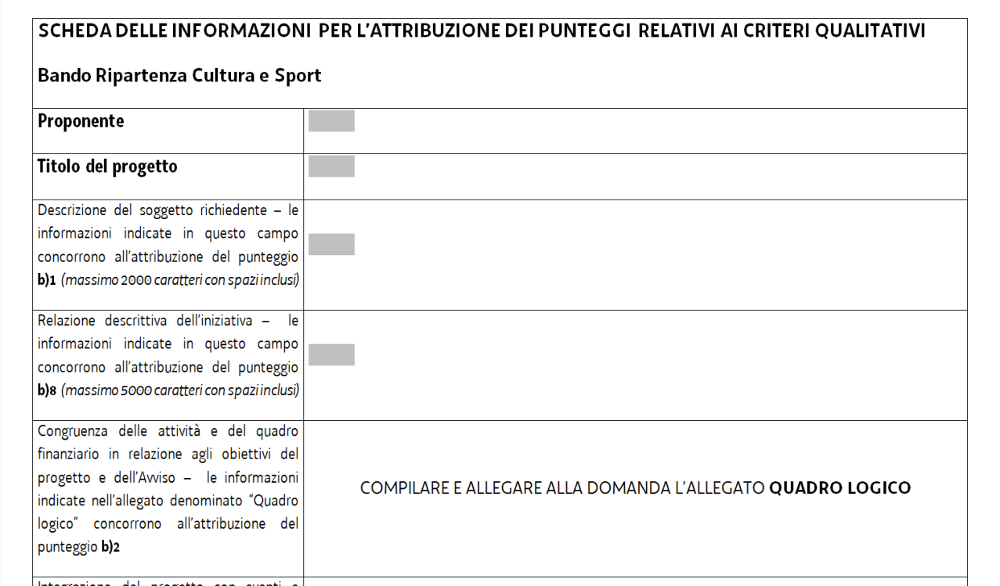 SCHEDA DELLE INFORMAZIONI PER L'ATTRIBUZIONE DEI PUNTEGGI RELATIVI AI CRITERI QUALITATIVI
Bando Ripartenza Cultura e Sport
Proponente
Titolo del progetto
Descrizione del soggetto richiedente – le
informazioni indicate in questo campo
concorrono all'attribuzione del punteggio
b)1 (massimo 2000 caratteri con spazi inclusi)
Relazione descrittiva dell'iniziativa – le
informazioni indicate in questo campo
concorrono all'attribuzione del punteggio
b)8 (massimo 5000 caratteri con spazi inclusi)
Congruenza delle attività e del quadro
finanziario in relazione agli obiettivi del
progetto e dell'Avviso – le informazioni
indicate nell'allegato denominato "Quadro
logico" concorrono all'attribuzione del
punteggio b)2
COMPILARE E ALLEGARE ALLA DOMANDA L'ALLEGATO QUADRO LOGICO
Integrazione del progetto con eventi e